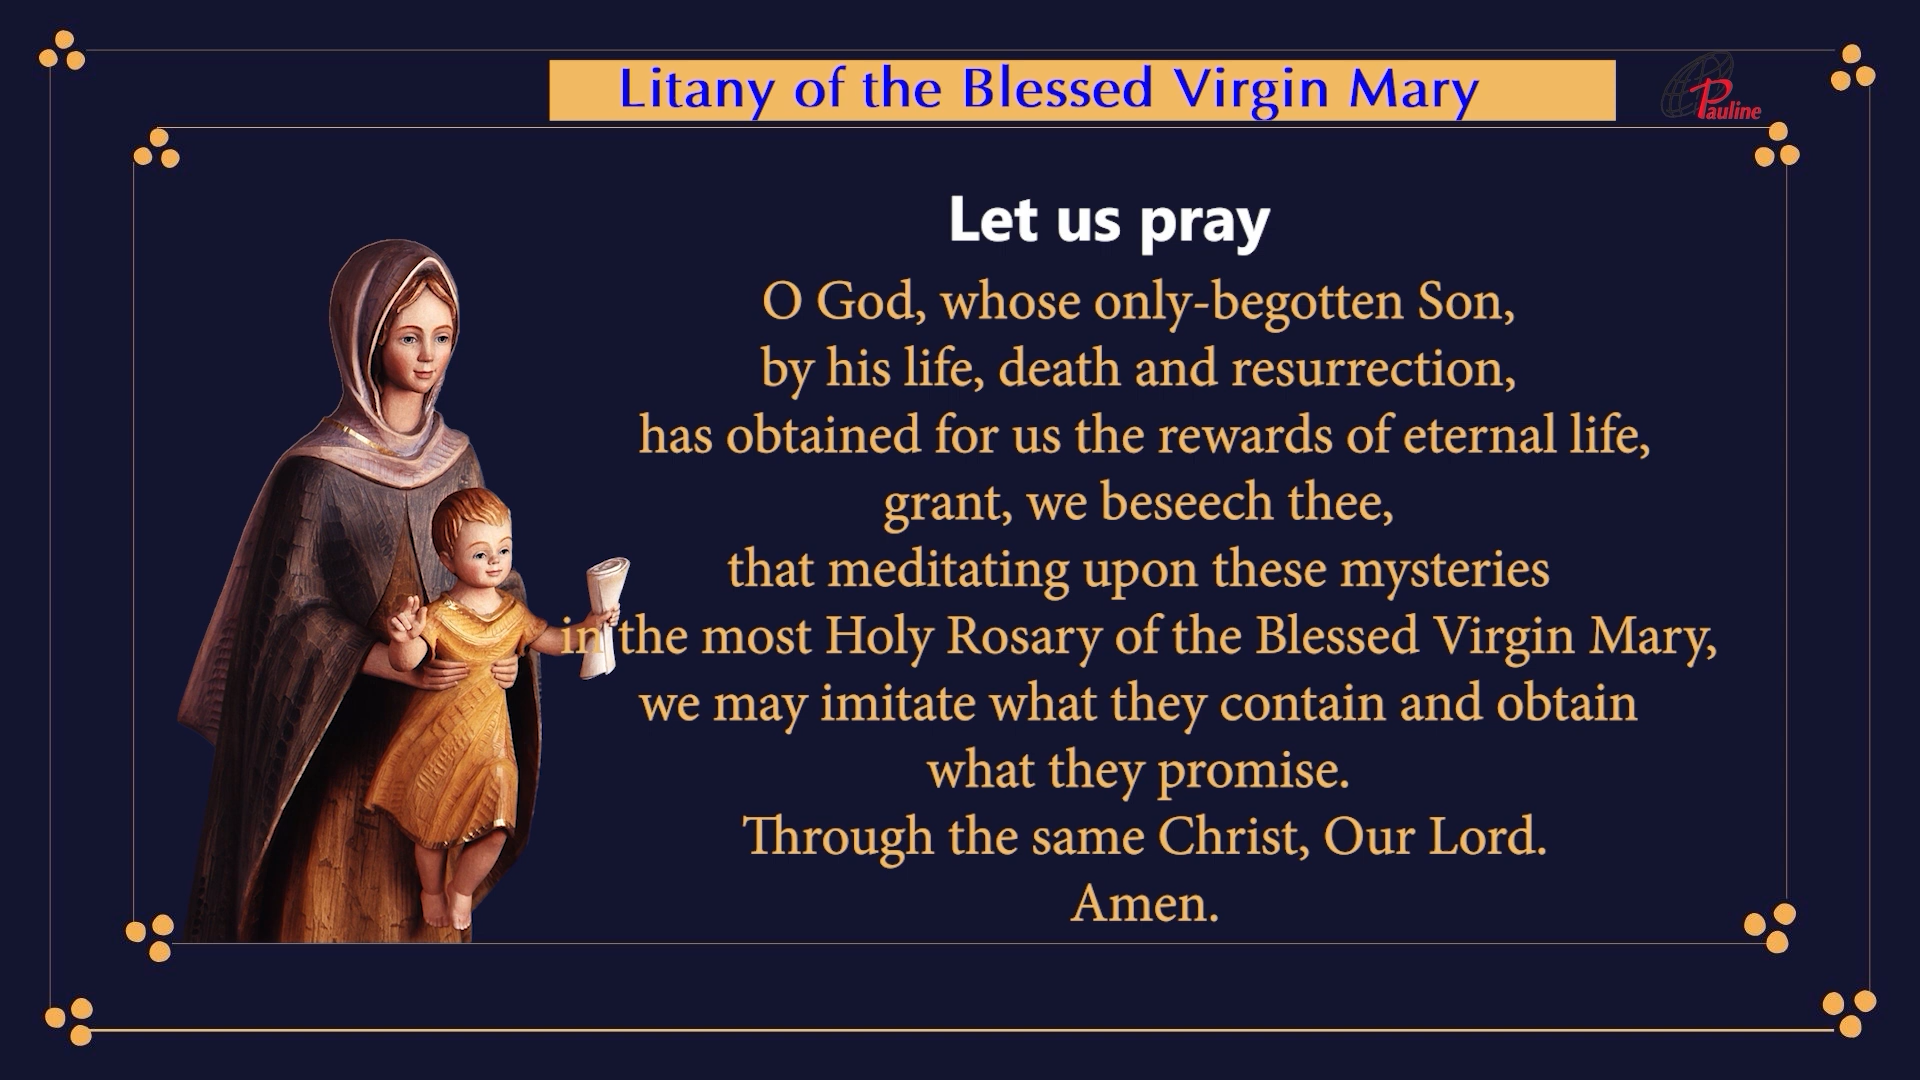 Litany of the Blessed Virgin Mary
Pauline
Let us pray
O God, whose only-begotten Son,
by his life, death and resurrection,
has obtained for us the rewards of eternal life,
grant, we beseech thee,
that meditating upon these mysteries
in the most Holy Rosary of the Blessed Virgin Mary,
we may imitate what they contain and obtain
what they promise.
Through the same Christ, Our Lord.
Amen.